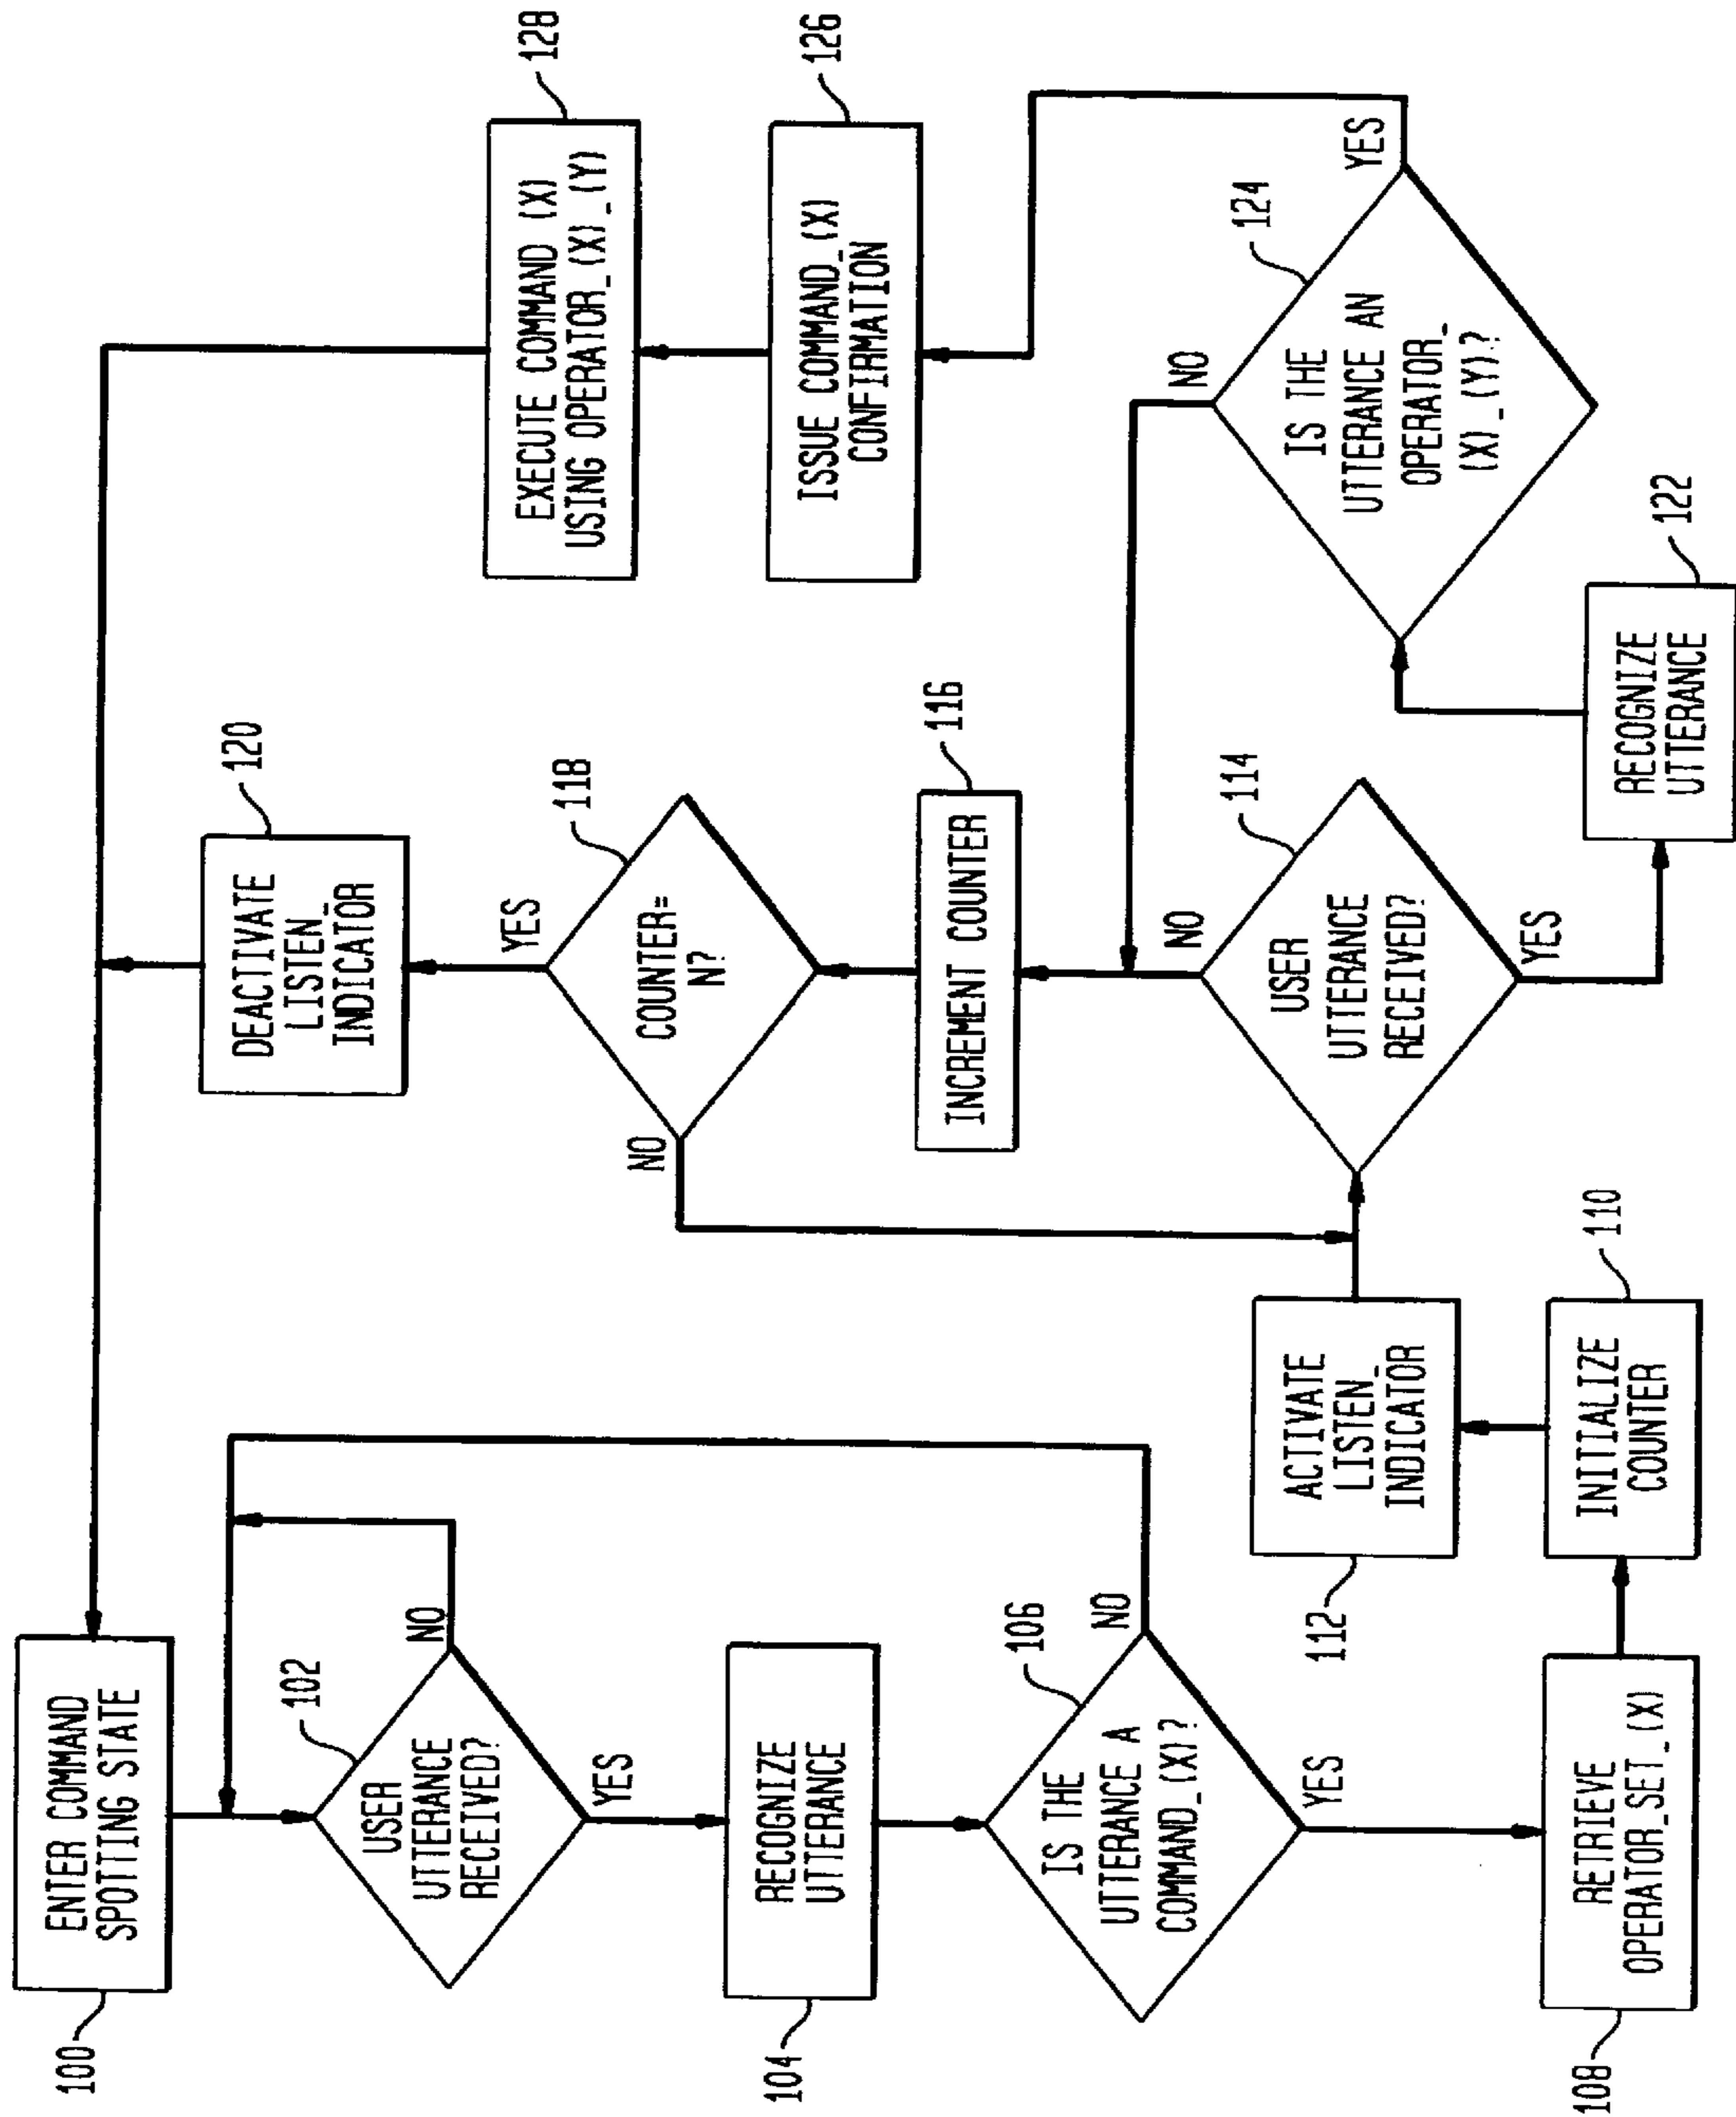 100
ENTER COMMAND
SPOTTING STATE
102
USER
UTTERANCE
RECEIVED?
NO
YES
104
RECOGNIZE
UTTERANCE
106
IS THE
UTTERANCE A
COMMAND_(X)?
NO
YES
108
RETRIEVE
OPERATOR_SET_(X)
110
INITIALIZE
COUNTER
112
ACTIVATE
LISTEN_
INDICATOR
114
USER
UTTERANCE
RECEIVED?
NO
YES
116
INCREMENT COUNTER
118
COUNTER=
N?
NO
YES
120
DEACTIVATE
LISTEN_
INDICATOR
122
RECOGNIZE
UTTERANCE
124
IS THE
UTTERANCE AN
OPERATOR_
(X)_(Y)?
NO
YES
126
ISSUE COMMAND_(X)
CONFIRMATION
128
EXECUTE COMMAND (X)
USING OPERATOR_(X)_(Y)